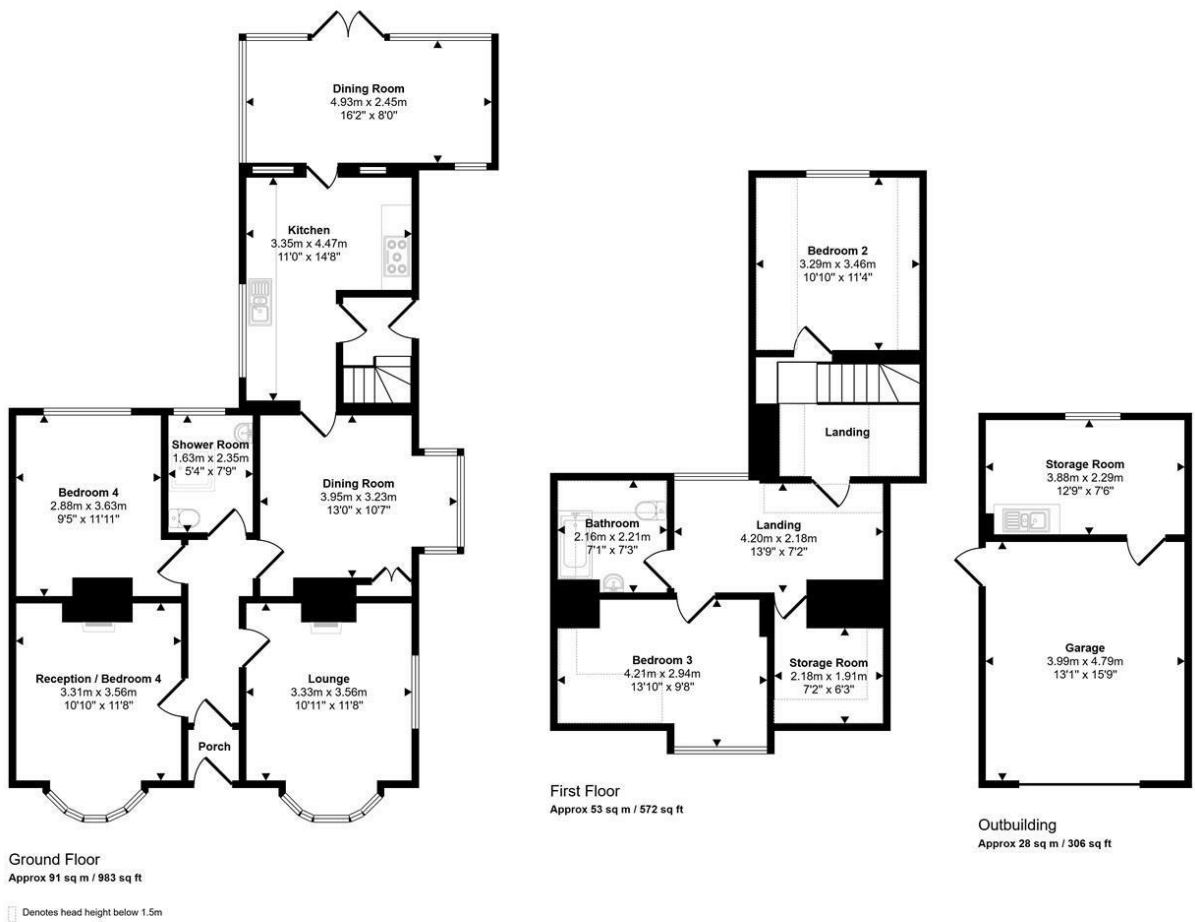 Dining Room
4.93m x 2.45m
16'2" x 8'0"
Kitchen
3.35m x 4.47m
11'0" x 14'8"
Shower Room
1.63m x 2.35m
5'4" x 7'9"
Bedroom 4
2.88m x 3.63m
9'5" x 11'11"
Dining Room
3.95m x 3.23m
13'0" x 10'7"
Reception / Bedroom 4
3.31m x 3.56m
10'10" x 11'8"
Lounge
3.33m x 3.56m
10'11" x 11'8"
Porch
Ground Floor
Approx 91 sq m / 983 sq ft
Denotes head height below 1.5m
Bedroom 2
3.29m x 3.46m
10'10" x 11'4"
Landing
Bathroom
2.16m x 2.21m
7'1" x 7'3"
Landing
4.20m x 2.18m
13'9" x 7'2"
Bedroom 3
4.21m x 2.94m
13'10" x 9'8"
Storage Room
2.18m x 1.91m
7'2" x 6'3"
First Floor
Approx 53 sq m / 572 sq ft
Storage Room
3.88m x 2.29m
12'9" x 7'6"
Garage
3.99m x 4.79m
13'1" x 15'9"
Outbuilding
Approx 28 sq m / 306 sq ft